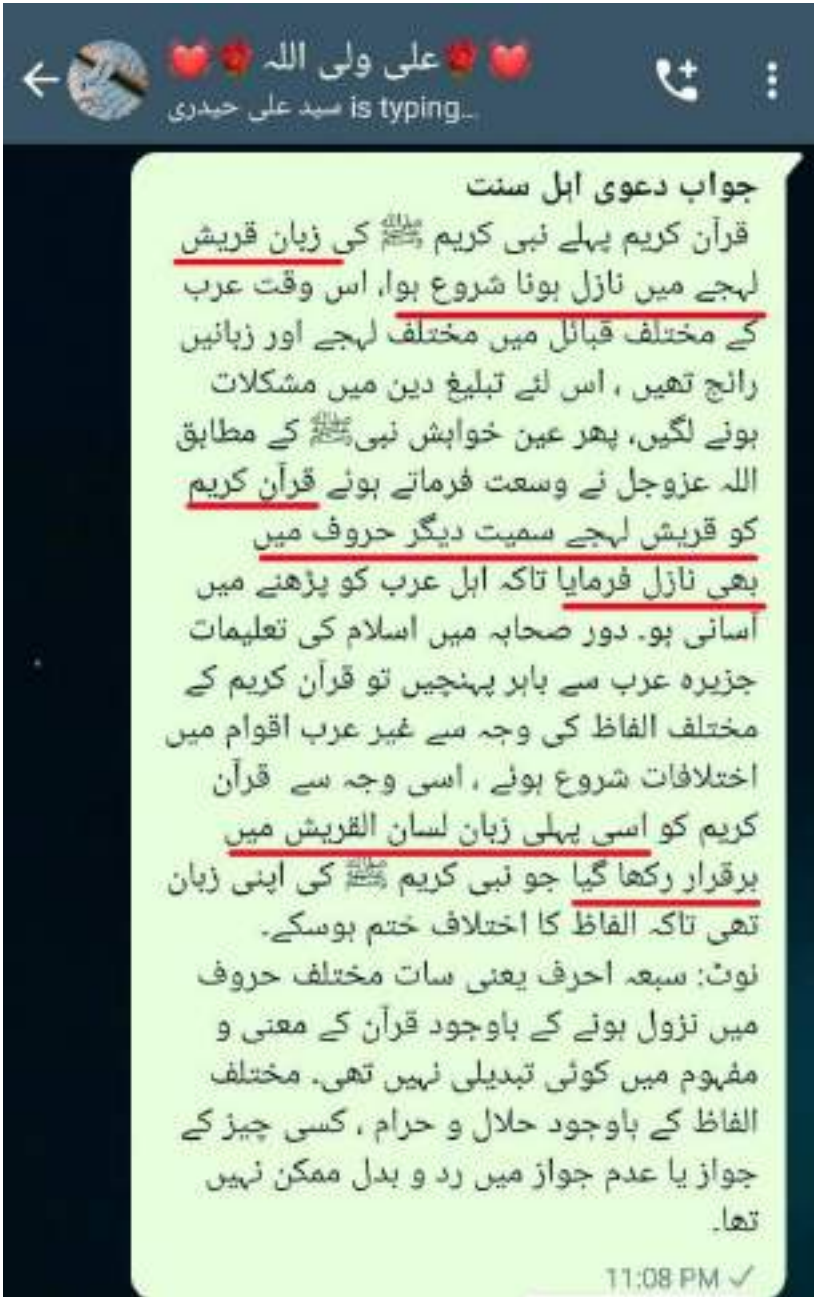 علی ولی اللہ
سید علی حیدری is typing...
جواب دعوی اہل سنت
قرآن کریم پہلے نبی کریم ﷺ کی زبان قریش
لہجے میں نازل ہونا شروع ہوا، اس وقت عرب
کے مختلف قبائل میں مختلف لہجے اور زبانیں
رائج تھیں ، اس لئے تبلیغ دین میں مشکلات
ہونے لگیں، پھر عین خواہش نبیﷺ کے مطابق
اللہ عزوجل نے وسعت فرماتے ہوئے قرآن کریم
کو قریش لہجے سمیت دیگر حروف میں
بھی نازل فرمایا تاکہ اہل عرب کو پڑھنے میں
آسانی ہو۔ دور صحابہ میں اسلام کی تعلیمات
جزیرہ عرب سے باہر پہنچیں تو قرآن کریم کے
مختلف الفاظ کی وجہ سے غیر عرب اقوام میں
اختلافات شروع ہوئے ، اسی وجہ سے قرآن
کریم کو اسی پہلی زبان لسان القریش میں
برقرار رکھا گیا جو نبی کریم ﷺ کی اپنی زبان
تھی تاکہ الفاظ کا اختلاف ختم ہوسکے۔
نوٹ: سبعہ احرف یعنی سات مختلف حروف
میں نزول ہونے کے باوجود قرآن کے معنی و
مفہوم میں کوئی تبدیلی نہیں تھی۔ مختلف
الفاظ کے باوجود حلال و حرام ، کسی چیز کے
جواز یا عدم جواز میں رد و بدل ممکن نہیں
تھا۔
11:08 PM